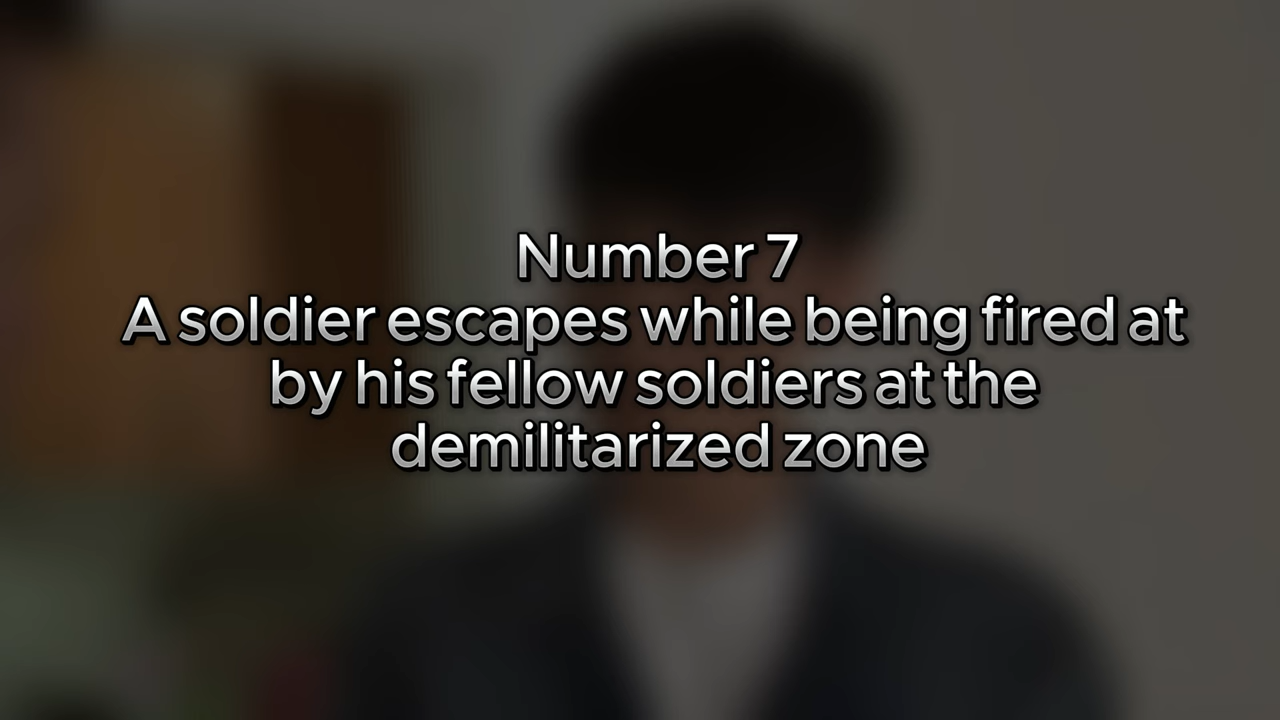 Number 7
A soldier escapes while being fired at
by his fellow soldiers at the
demilitarized zone